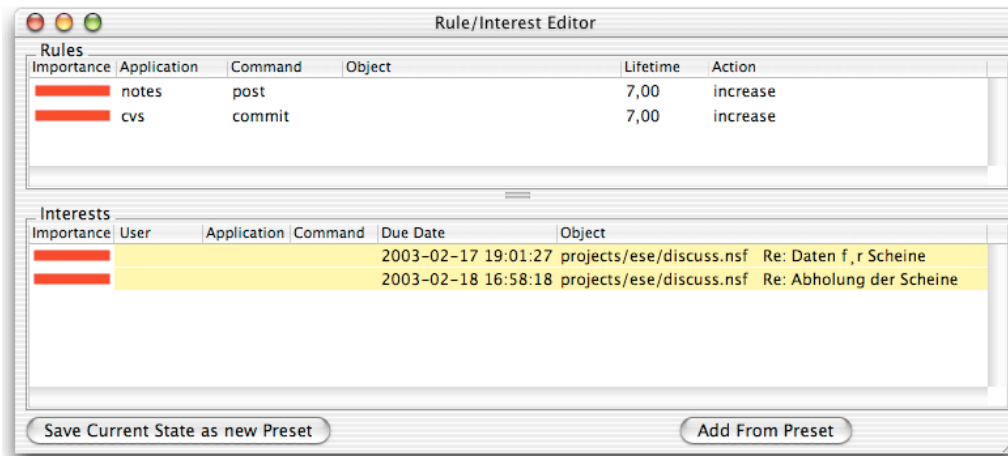 Rule/Interest Editor
Rules
Importance Application Command Object Lifetime Action
notes post 7,00 increase
cvs commit 7,00 increase
Interests
Importance User Application Command Due Date Object
2003-02-17 19:01:27 projects/ese/discuss.nsf Re: Daten f¸r Scheine
2003-02-18 16:58:18 projects/ese/discuss.nsf Re: Abholung der Scheine
Save Current State as new Preset Add From Preset